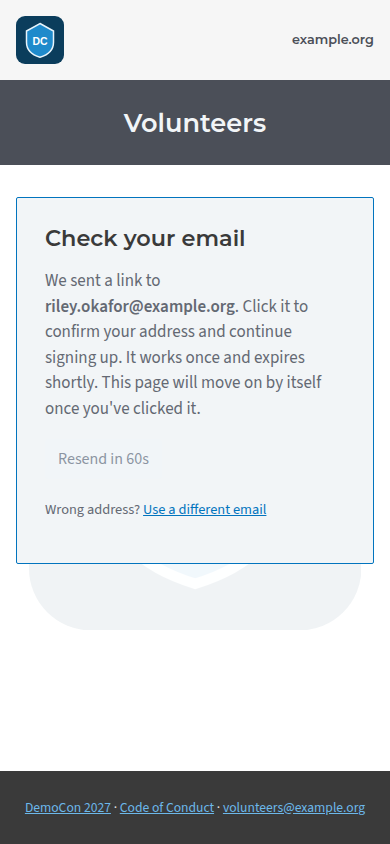 DC
example.org
Volunteers
Check your email
We sent a link to
riley.okafor@example.org. Click it to
confirm your address and continue
signing up. It works once and expires
shortly. This page will move on by itself
once you've clicked it.
Resend in 60s
Wrong address? Use a different email
DemoCon 2027 · Code of Conduct · volunteers@example.org